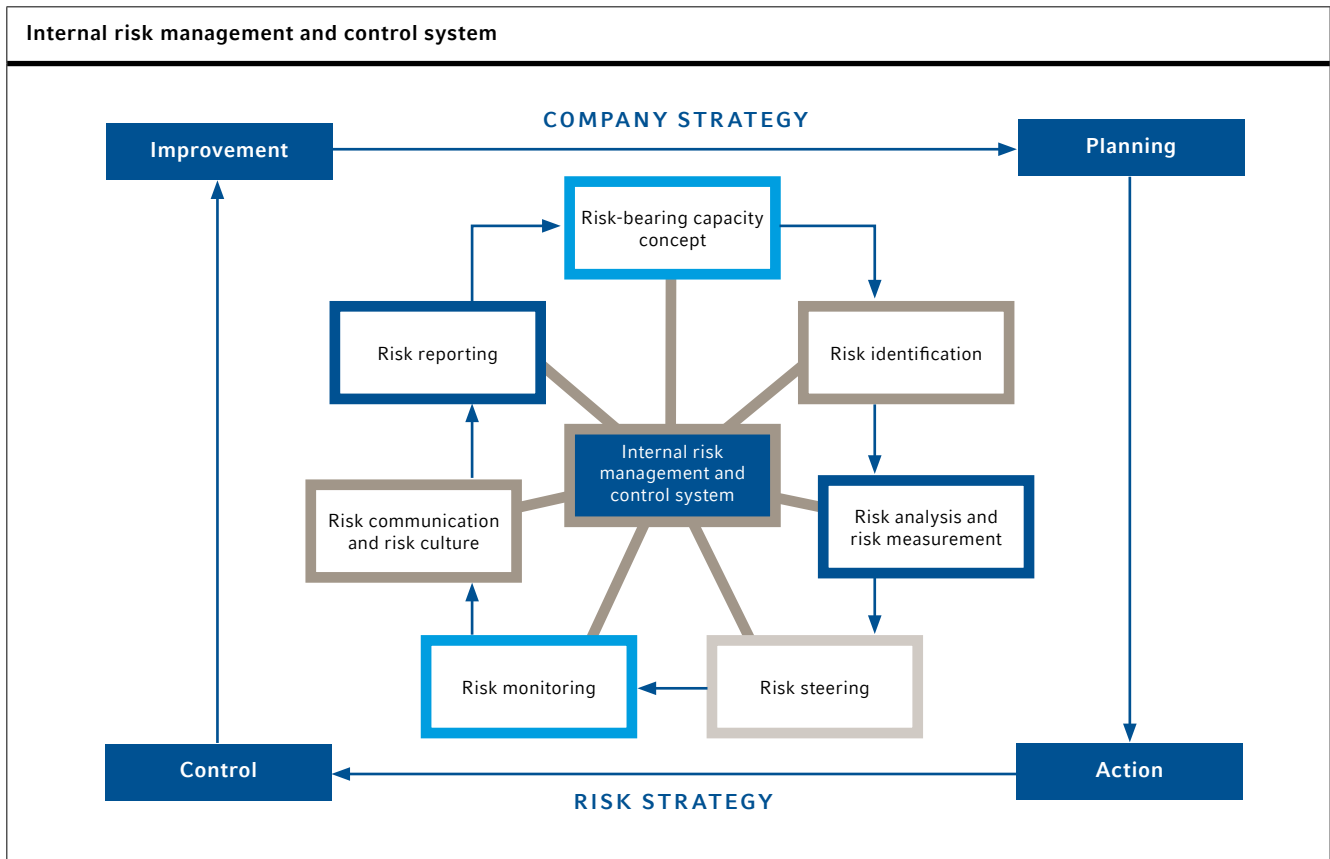 Internal risk management and control system
COMPANY STRATEGY
Improvement
Planning
Risk-bearing capacity
concept
Risk reporting
Risk identification
Internal risk
management and
control system
Risk communication
and risk culture
Risk analysis and
risk measurement
Risk monitoring
Risk steering
Control
Action
RISK STRATEGY